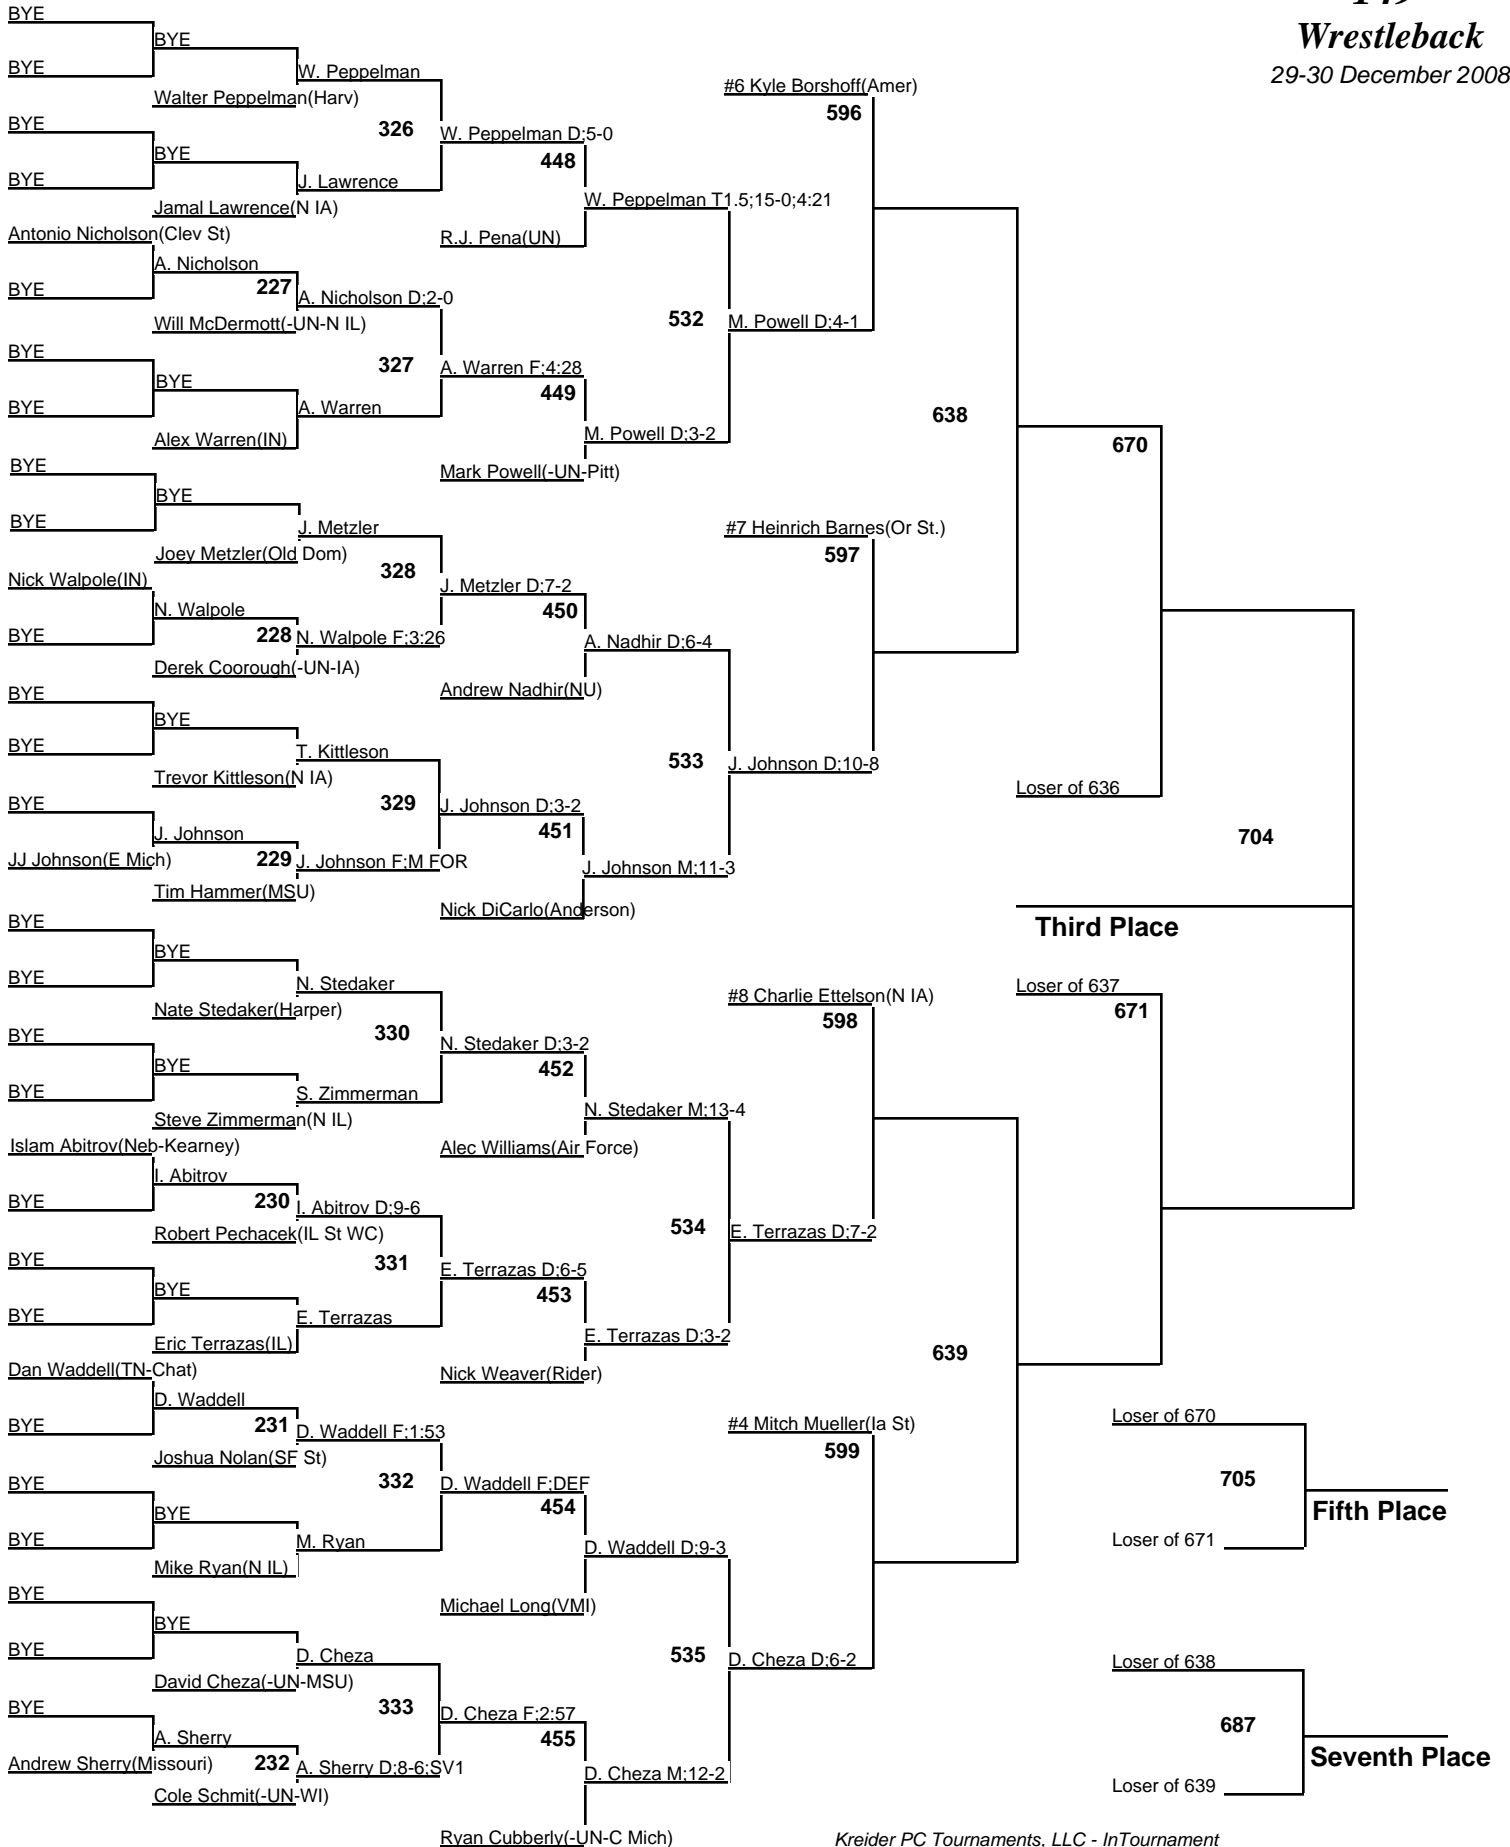 Wrestleback
29-30 December 2008
BYE
BYE
BYE
W. Peppelman
Walter Peppelman(Harv)
326
BYE
BYE
BYE
J. Lawrence
Jamal Lawrence(N IA)
W. Peppelman D;5-0
448
W. Peppelman T1.5;15-0;4:21
R.J. Pena(UN)
#6 Kyle Borshoff(Amer)
596
Antonio Nicholson(Clev St)
A. Nicholson
BYE
227
A. Nicholson D;2-0
Will McDermott(-UN-N IL)
327
BYE
BYE
BYE
A. Warren
Alex Warren(IN)
A. Warren F;4:28
449
M. Powell D;3-2
Mark Powell(-UN-Pitt)
532
M. Powell D;4-1
638
670
BYE
BYE
BYE
J. Metzler
Joey Metzler(Old Dom)
328
Nick Walpole(IN)
N. Walpole
BYE
228
N. Walpole F;3:26
Derek Coorough(-UN-IA)
J. Metzler D;7-2
450
A. Nadhir D;6-4
Andrew Nadhir(NU)
#7 Heinrich Barnes(Or St.)
597
BYE
BYE
BYE
T. Kittleson
Trevor Kittleson(N IA)
329
BYE
J. Johnson
JJ Johnson(E Mich)
229
J. Johnson F;M FOR
Tim Hammer(MSU)
J. Johnson D;3-2
451
J. Johnson M;11-3
Nick DiCarlo(Anderson)
533
J. Johnson D;10-8
Loser of 636
704
Third Place
BYE
BYE
BYE
N. Stedaker
Nate Stedaker(Harper)
330
BYE
BYE
BYE
S. Zimmerman
Steve Zimmerman(N IL)
N. Stedaker D;3-2
452
N. Stedaker M;13-4
Alec Williams(Air Force)
#8 Charlie Ettelson(N IA)
598
Loser of 637
671
Islam Abitrov(Neb-Kearney)
I. Abitrov
BYE
230
I. Abitrov D;9-6
Robert Pechacek(IL St WC)
331
BYE
BYE
BYE
E. Terrazas
Eric Terrazas(IL)
E. Terrazas D;6-5
453
E. Terrazas D;3-2
Nick Weaver(Rider)
534
E. Terrazas D;7-2
639
Dan Waddell(TN-Chat)
D. Waddell
BYE
231
D. Waddell F;1:53
Joshua Nolan(SF St)
332
BYE
BYE
BYE
M. Ryan
Mike Ryan(N IL)
D. Waddell F;DEF
454
D. Waddell D;9-3
Michael Long(VMI)
#4 Mitch Mueller(Ia St)
599
Loser of 670
705
Fifth Place
Loser of 671
BYE
BYE
BYE
D. Cheza
David Cheza(-UN-MSU)
333
BYE
A. Sherry
Andrew Sherry(Missouri)
232
A. Sherry D;8-6;SV1
Cole Schmit(-UN-WI)
D. Cheza F;2:57
455
D. Cheza M;12-2
Ryan Cubberly(-UN-C Mich)
535
D. Cheza D;6-2
Loser of 638
687
Seventh Place
Loser of 639
Kreider PC Tournaments, LLC - InTournament